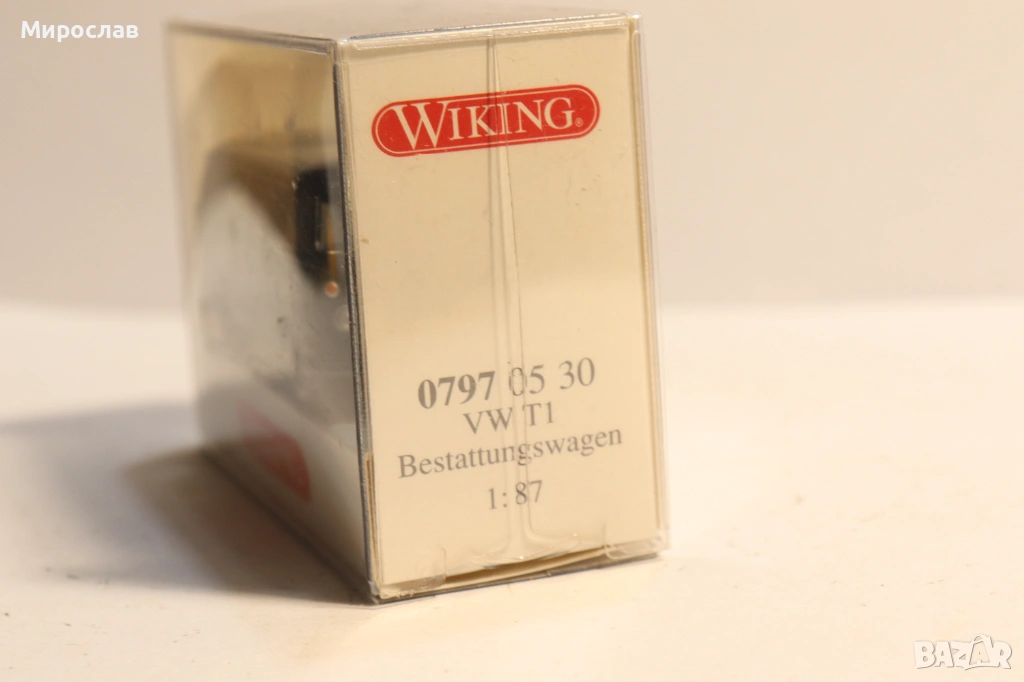 Мирослав
WIKING®
0797 05 30
VW T1
Bestattungswagen
1:87
BAZAR